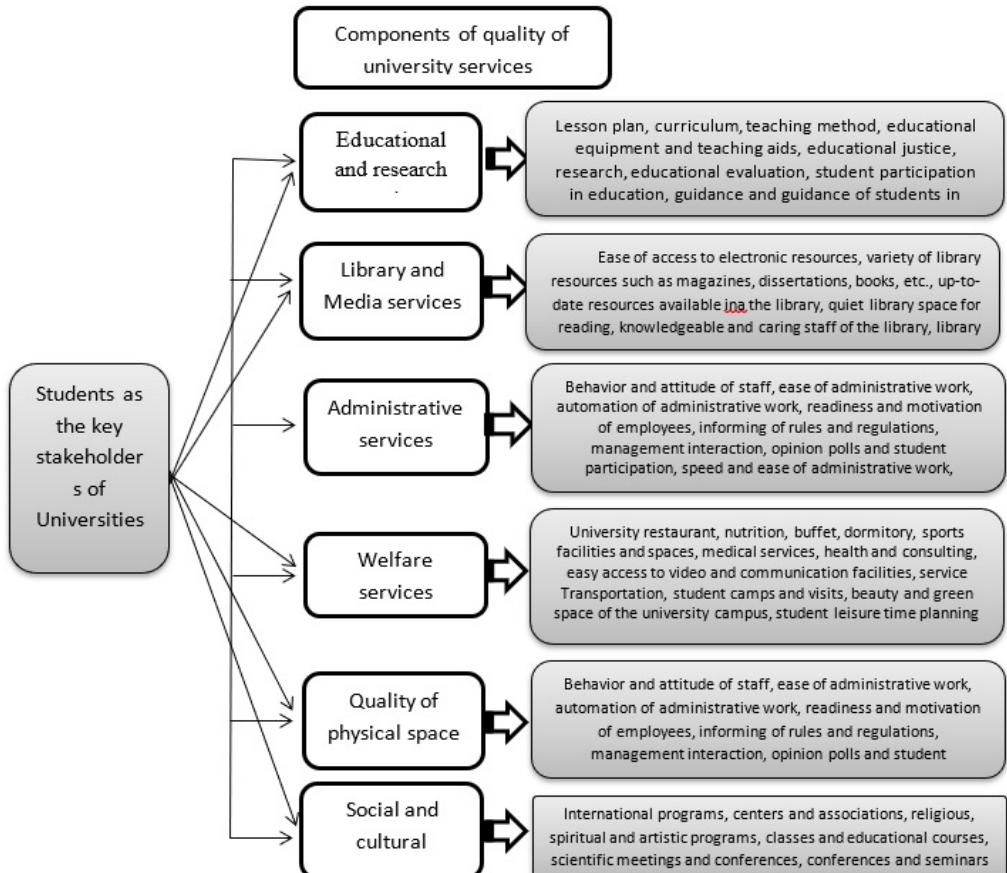 Components of quality of
university services
Educational
and research
Lesson plan, curriculum, teaching method, educational
equipment and teaching aids, educational justice,
research, educational evaluation, student participation
in education, guidance and guidance of students in
Library and
Media services
Ease of access to electronic resources, variety of library
resources such as magazines, dissertations, books, etc., up-to-
date resources available ina the library, quiet library space for
reading, knowledgeable and caring staff of the library, library
Students as
the key
stakeholder
s of
Universities
Administrative
services
Behavior and attitude of staff, ease of administrative work,
automation of administrative work, readiness and motivation
of employees, informing of rules and regulations,
management interaction, opinion polls and student
participation, speed and ease of administrative work,
Welfare
services
University restaurant, nutrition, buffet, dormitory, sports
facilities and spaces, medical services, health and consulting,
easy access to video and communication facilities, service
Transportation, student camps and visits, beauty and green
space of the university campus, student leisure time planning
Quality of
physical space
Behavior and attitude of staff, ease of administrative work,
automation of administrative work, readiness and motivation
of employees, informing of rules and regulations,
management interaction, opinion polls and student
Social and
cultural
International programs, centers and associations, religious,
spiritual and artistic programs, classes and educational courses,
scientific meetings and conferences, conferences and seminars